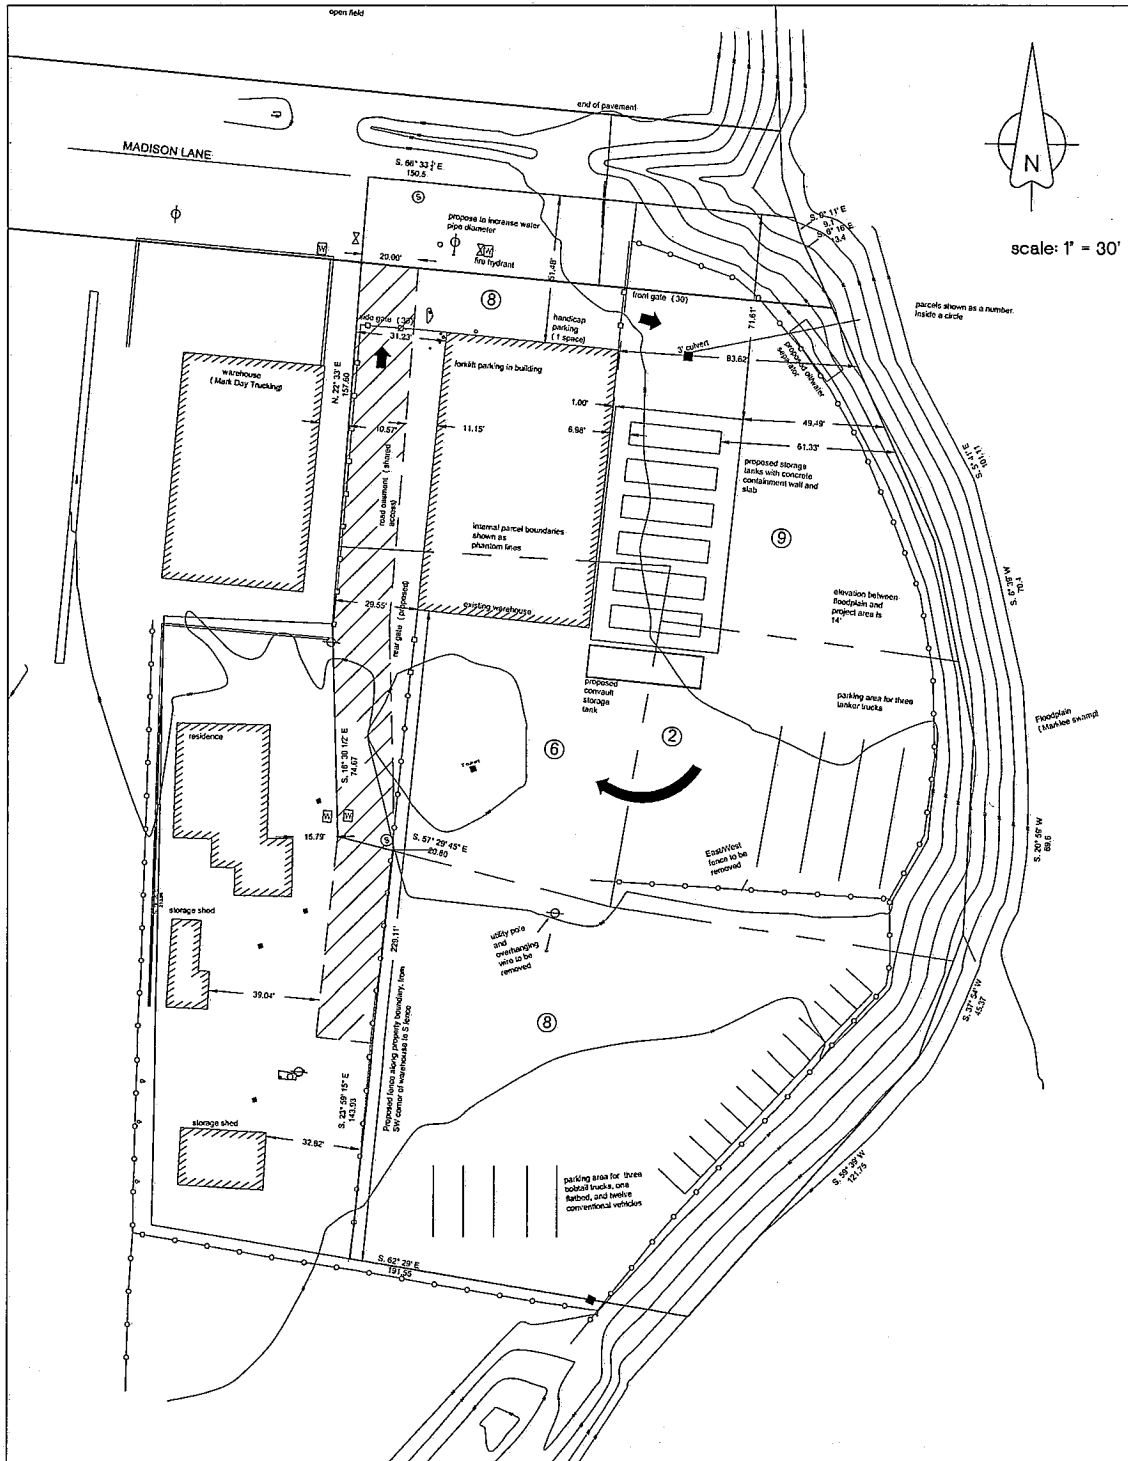 open field
end of pavement
MADISON LANE
S. 66° 33 ¾' E.
150.5
N
scale: 1" = 30'
S. 0° 11' E
9.1
S. 6° 16' E
13.4
S
propose to increase water
pipe diameter
W
W
fire hydrant
20.00'
51.48'
8
front gate (30)
71.61'
parcels shown as a number
inside a circle
side gate (30)
31.23'
handicap
parking
(1 space)
3' culvert
83.62'
proposed oil/water
separator
warehouse
(Mark Day Trucking)
forklift parking in building
N. 22° 33' E
157.60
1.00'
10.57'
11.15'
6.98'
49.49'
61.33'
S. 5° 41' E
101.11
proposed storage
tanks with concrete
containment wall and
slab
road easement (shared
access)
internal parcel boundaries
shown as
phantom lines
9
S. 6° 35' W
70.4
elevation between
floodplain and
project area is
14'
29.55'
existing warehouse
rear gate (proposed)
proposed
convault
storage
tank
parking area for three
tanker trucks
Floodplain
(Marklee swamp)
residence
S. 16° 30 1/2' E
74.67
6
2
W
W
15.79'
S
S. 57° 29' 45" E
20.80
S. 20° 59' W
69.6
East/West
fence to be
removed
storage shed
utility pole
and
overhanging
wire to be
removed
229.11'
39.04'
S. 37° 54' W
45.37
8
Proposed fence along property boundary, from
SW corner of warehouse to S fence
S. 23° 59' 15" E
143.93
storage shed
32.82'
parking area for three
bobtail trucks, one
flatbed, and twelve
conventional vehicles
S. 59° 39' W
121.75
S. 62° 29' E
191.55